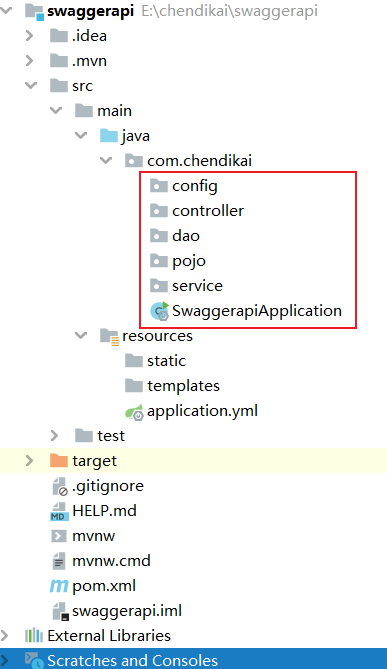 swaggerapi E:\chendikai\swaggerapi
.idea
.mvn
src
main
java
com.chendikai
config
controller
dao
pojo
service
C SwaggerapiApplication
resources
static
templates
application.yml
test
target
.gitignore
MD HELP.md
mvnw
mvnw.cmd
m pom.xml
swaggerapi.iml
External Libraries
Scratches and Consoles